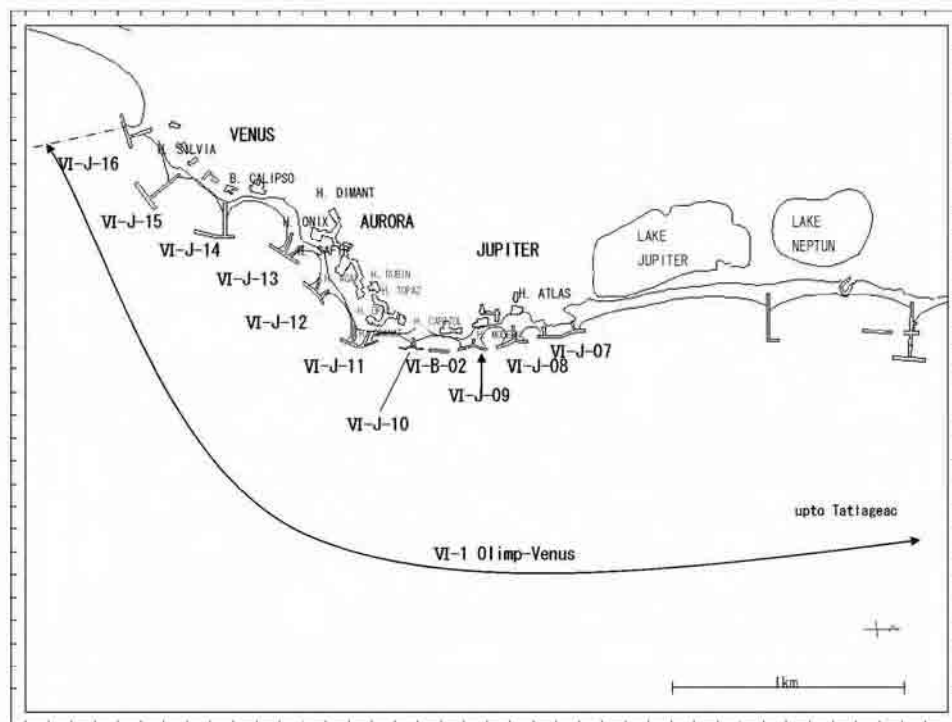 VENUS
H. SILVIA
VI-J-16
B. CALIPSO
H. DIMANT
VI-J-15
H. ONIX
AURORA
VI-J-14
JUPITER
LAKE
JUPITER
LAKE
NEPTUN
VI-J-13
H. RUBIN
H. TOPAZ
H. ATLAS
VI-J-12
VI-J-11
VI-B-02
VI-J-08
VI-J-07
VI-J-09
VI-J-10
upto Tatlageac
VI-1 Olimp-Venus
1km